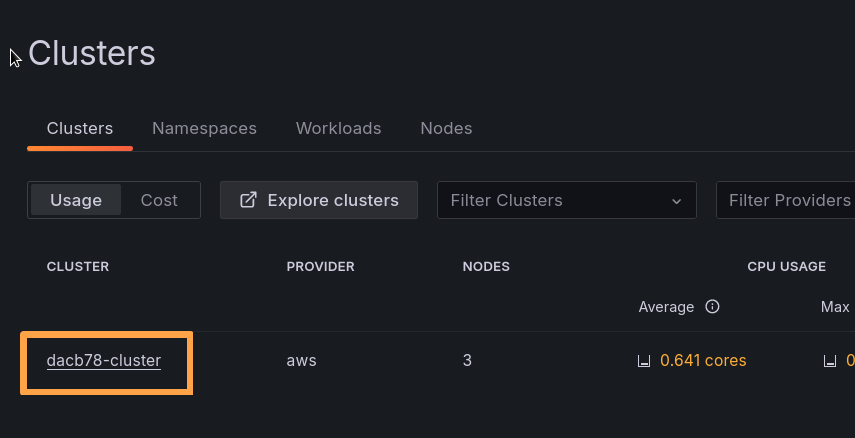 Clusters
Clusters Namespaces Workloads Nodes
Usage Cost Explore clusters Filter Clusters Filter Providers
CLUSTER PROVIDER NODES CPU USAGE
Average Max
dacb78-cluster aws 3 0.641 cores 0